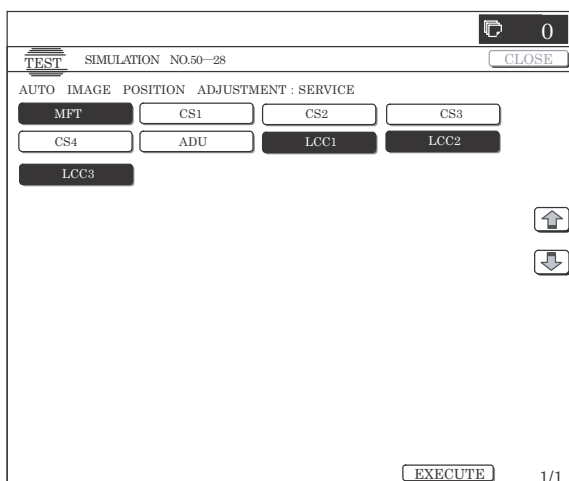 0
TEST SIMULATION NO.50—28 CLOSE
AUTO IMAGE POSITION ADJUSTMENT : SERVICE
MFT CS1 CS2 CS3
CS4 ADU LCC1 LCC2
LCC3
EXECUTE 1/1